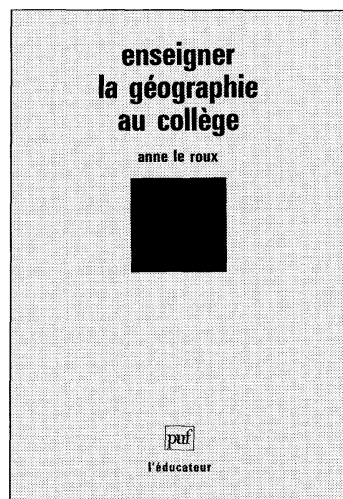 enseigner
la géographie
au collège
anne le roux
puf
l'éducateur